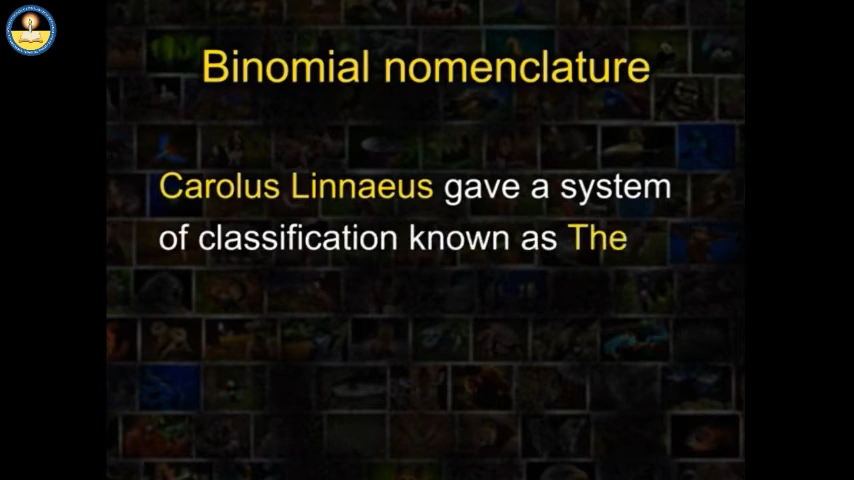 Binomial nomenclature
Carolus Linnaeus gave a system
of classification known as The